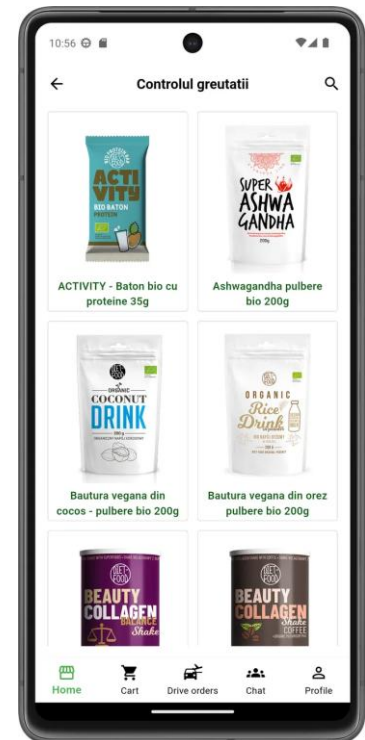 10:56
Controlul greutatii
ACTI
VITY
BIO BATON
PROTEIN
SUPER
ASHWA
GANDHA
200g
ACTIVITY - Baton bio cu
proteine 35g
Ashwagandha pulbere
bio 200g
ORGANIC
COCONUT
DRINK
ORGANIC
Rice
Drink
Bautura vegana din
cocos - pulbere bio 200g
Bautura vegana din orez
pulbere bio 200g
DIET-
FOOD
BEAUTY
COLLAGEN
BALANCE
Shake
DIET-
FOOD
BEAUTY
COLLAGEN
Shake
COFFEE
Home
Cart
Drive orders
Chat
Profile